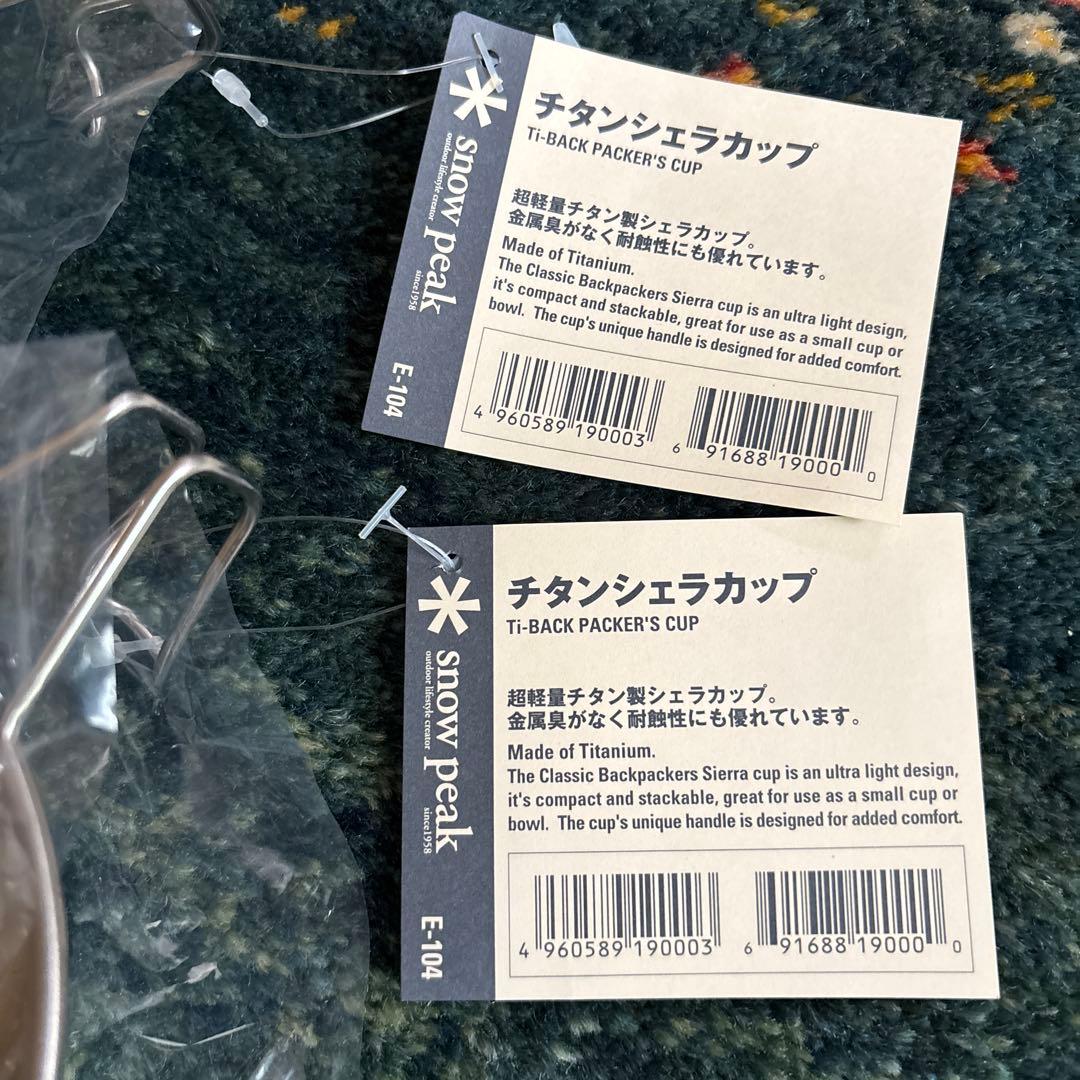 snow peak
outdoor lifestyle creator
since1958
E-104
チタンシェラカップ
Ti-BACK PACKER'S CUP
超軽量チタン製シェラカップ。
金属臭がなく耐蝕性にも優れています。
Made of Titanium.
The Classic Backpackers Sierra cup is an ultra light design,
it's compact and stackable, great for use as a small cup or
bowl. The cup's unique handle is designed for added comfort.
4 960589 190003
6 91688 19000 0
snow peak
outdoor lifestyle creator
since1958
E-104
チタンシェラカップ
Ti-BACK PACKER'S CUP
超軽量チタン製シェラカップ。
金属臭がなく耐蝕性にも優れています。
Made of Titanium.
The Classic Backpackers Sierra cup is an ultra light design,
it's compact and stackable, great for use as a small cup or
bowl. The cup's unique handle is designed for added comfort.
4 960589 190003
6 91688 19000 0